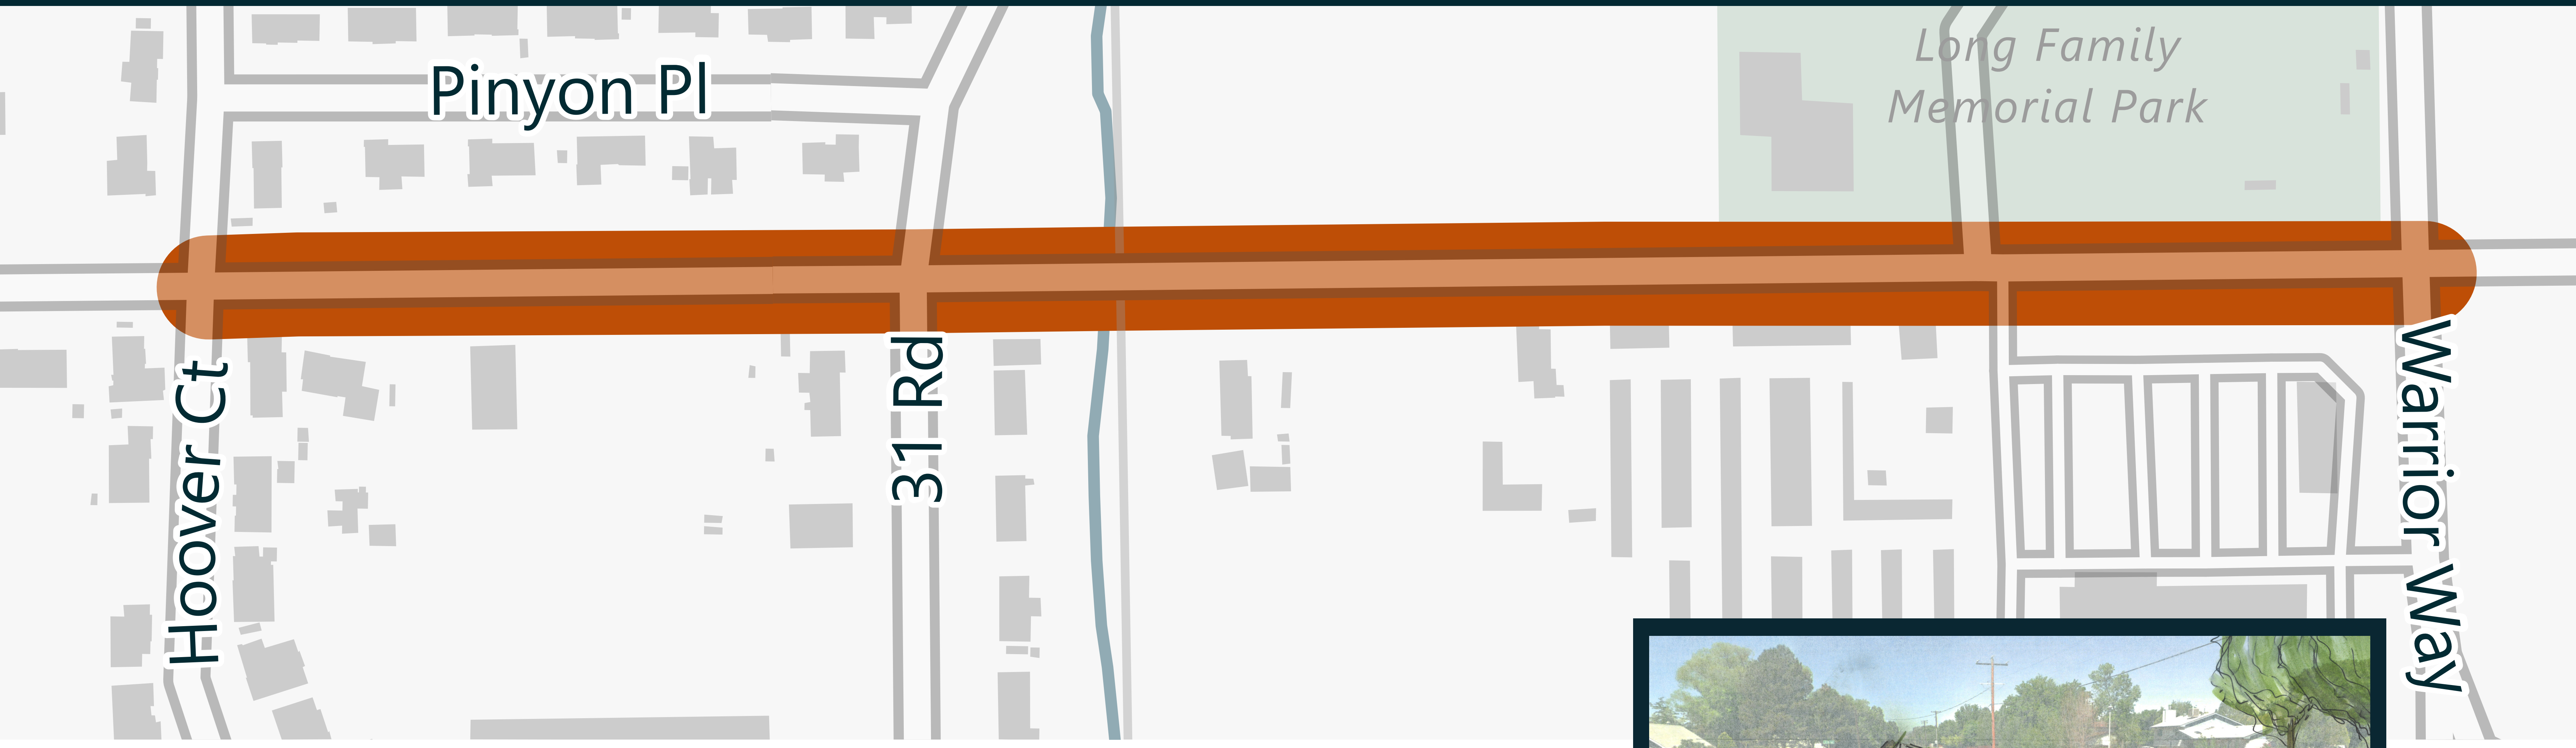 Pinyon Pl
Long Family
Memorial Park
Hoover Ct
31 Rd
Warrior Way